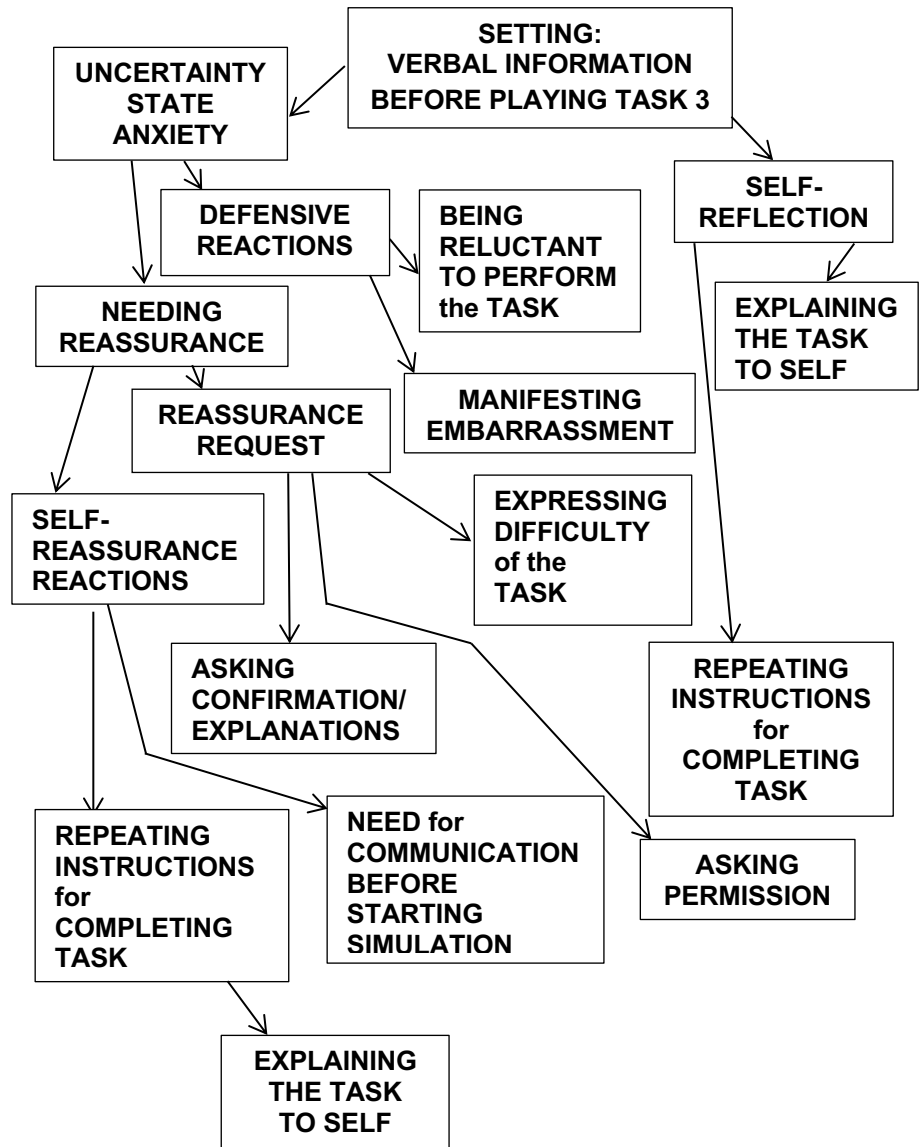 SETTING:
VERBAL INFORMATION
BEFORE PLAYING TASK 3
UNCERTAINTY
STATE
ANXIETY
SELF-
REFLECTION
DEFENSIVE
REACTIONS
BEING
RELUCTANT
TO PERFORM
the TASK
EXPLAINING
THE TASK
TO SELF
NEEDING
REASSURANCE
MANIFESTING
EMBARRASSMENT
REASSURANCE
REQUEST
EXPRESSING
DIFFICULTY
of the
TASK
SELF-
REASSURANCE
REACTIONS
ASKING
CONFIRMATION/
EXPLANATIONS
REPEATING
INSTRUCTIONS
for
COMPLETING
TASK
REPEATING
INSTRUCTIONS
for
COMPLETING
TASK
NEED for
COMMUNICATION
BEFORE
STARTING
SIMULATION
ASKING
PERMISSION
EXPLAINING
THE TASK
TO SELF